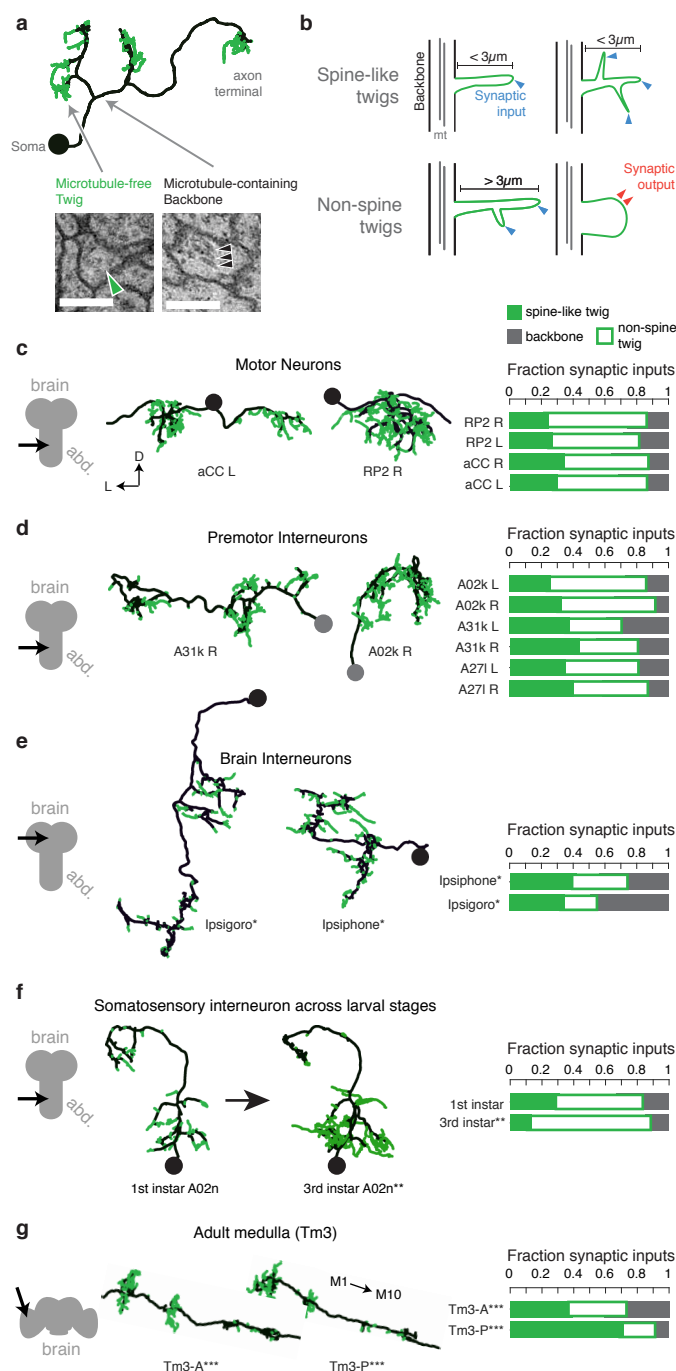 a
axon
terminal
Soma
Microtubule-free
Twig
Microtubule-containing
Backbone
b
Spine-like
twigs
Backbone
mt
< 3µm
Synaptic
input
< 3µm
Non-spine
twigs
> 3µm
Synaptic
output
spine-like twig
backbone
non-spine
twig
c
Motor Neurons
brain
abd.
D
L
aCC L
RP2 R
Fraction synaptic inputs
0 0.2 0.4 0.6 0.8 1
RP2 R
RP2 L
aCC R
aCC L
d
Premotor Interneurons
brain
abd.
A31k R
A02k R
Fraction synaptic inputs
0 0.2 0.4 0.6 0.8 1
A02k L
A02k R
A31k L
A31k R
A27l L
A27l R
e
Brain Interneurons
brain
abd.
Ipsigoro*
Ipsiphone*
Fraction synaptic inputs
0 0.2 0.4 0.6 0.8 1
Ipsiphone*
Ipsigoro*
f
Somatosensory interneuron across larval stages
brain
abd.
1st instar A02n
3rd instar A02n**
Fraction synaptic inputs
0 0.2 0.4 0.6 0.8 1
1st instar
3rd instar**
g
Adult medulla (Tm3)
brain
M1
M10
Tm3-A***
Tm3-P***
Fraction synaptic inputs
0 0.2 0.4 0.6 0.8 1
Tm3-A***
Tm3-P***